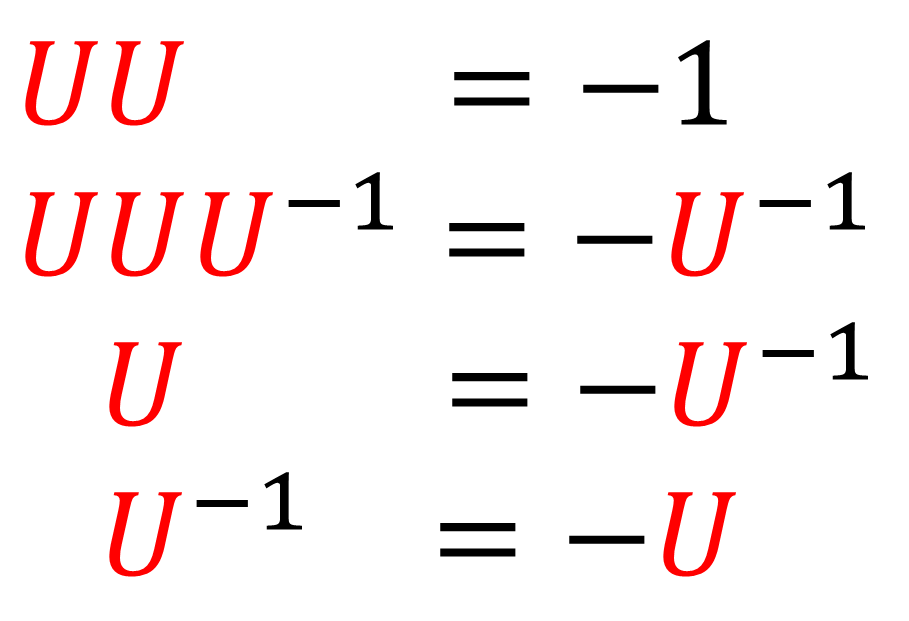 UU = −1
UUU⁻¹ = −U⁻¹
U = −U⁻¹
U⁻¹ = −U